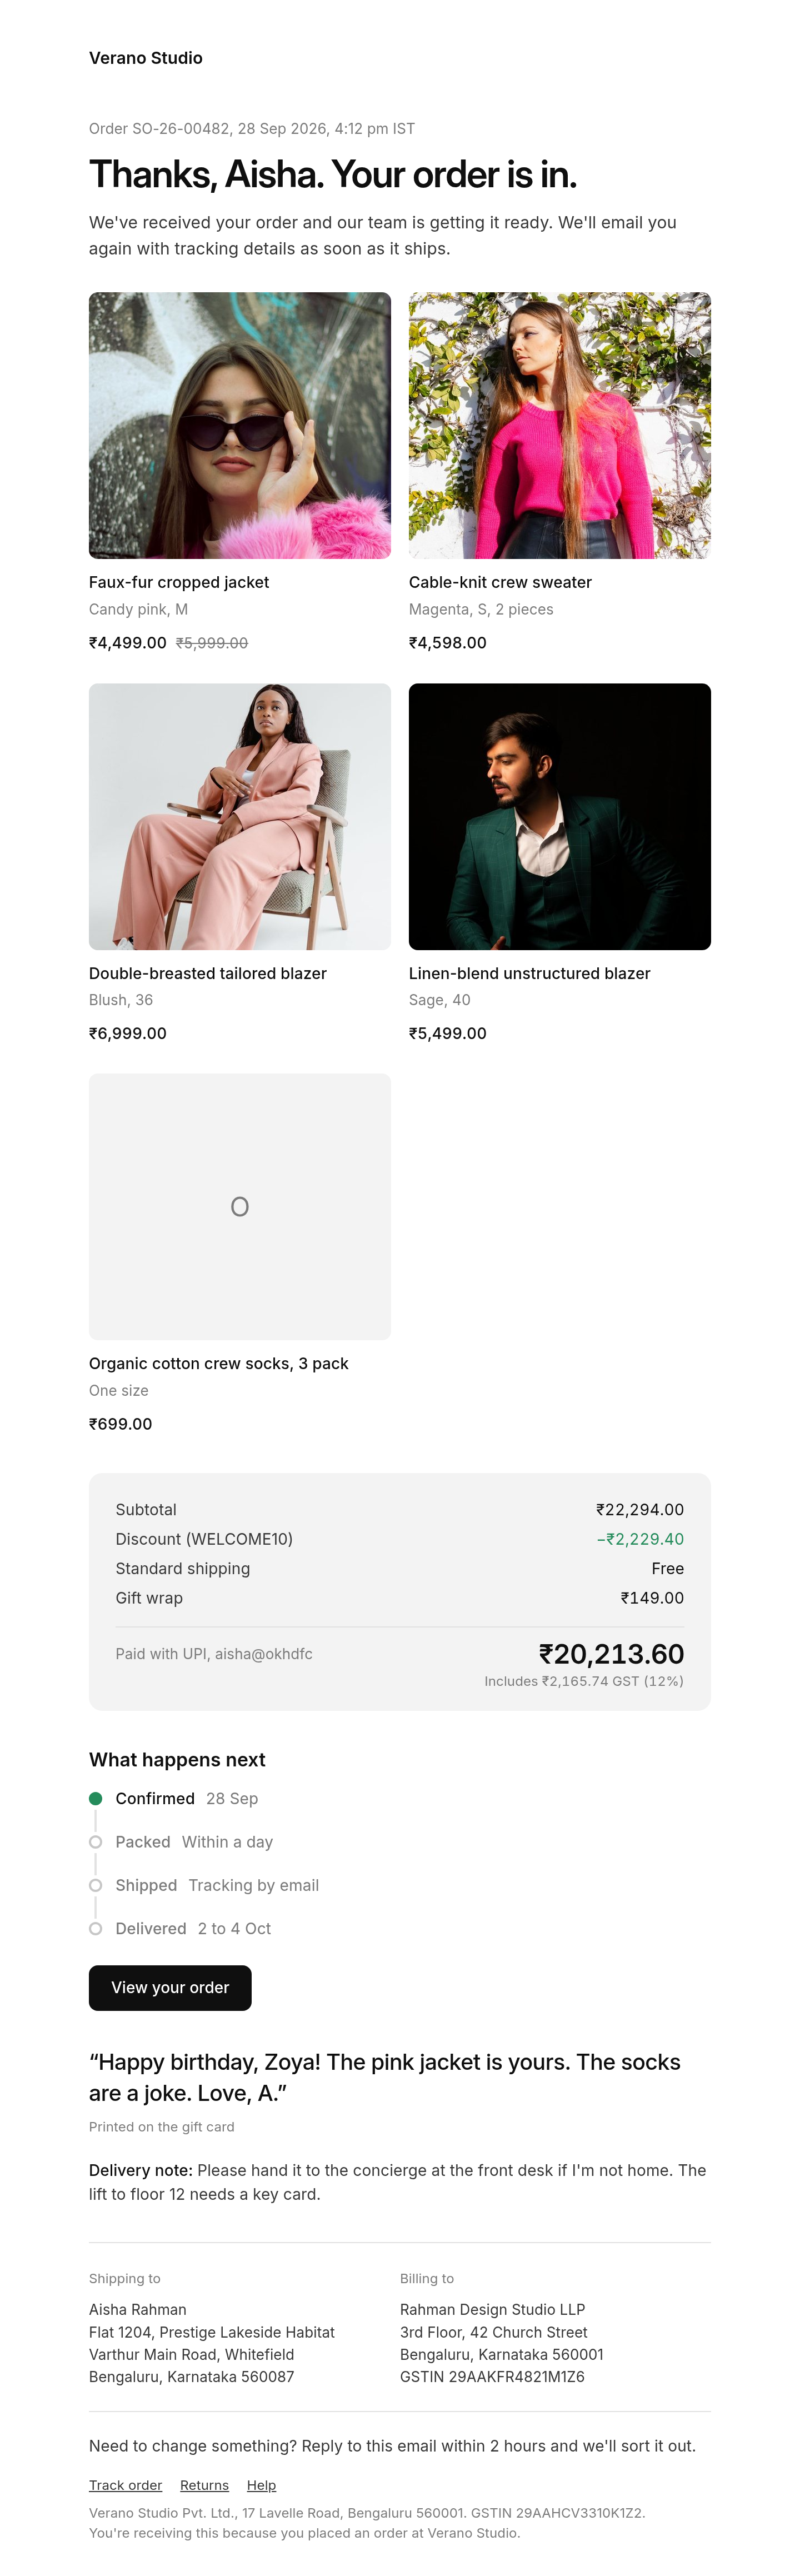 Verano Studio
Order SO-26-00482, 28 Sep 2026, 4:12 pm IST
Thanks, Aisha. Your order is in.
We've received your order and our team is getting it ready. We'll email you
again with tracking details as soon as it ships.
Faux-fur cropped jacket
Candy pink, M
₹4,499.00 ₹5,999.00
Cable-knit crew sweater
Magenta, S, 2 pieces
₹4,598.00
Double-breasted tailored blazer
Blush, 36
₹6,999.00
Linen-blend unstructured blazer
Sage, 40
₹5,499.00
O
Organic cotton crew socks, 3 pack
One size
₹699.00
Subtotal ₹22,294.00
Discount (WELCOME10) −₹2,229.40
Standard shipping Free
Gift wrap ₹149.00
Paid with UPI, aisha@okhdfc ₹20,213.60
Includes ₹2,165.74 GST (12%)
What happens next
Confirmed 28 Sep
Packed Within a day
Shipped Tracking by email
Delivered 2 to 4 Oct
View your order
“Happy birthday, Zoya! The pink jacket is yours. The socks
are a joke. Love, A.”
Printed on the gift card
Delivery note: Please hand it to the concierge at the front desk if I'm not home. The
lift to floor 12 needs a key card.
Shipping to
Aisha Rahman
Flat 1204, Prestige Lakeside Habitat
Varthur Main Road, Whitefield
Bengaluru, Karnataka 560087
Billing to
Rahman Design Studio LLP
3rd Floor, 42 Church Street
Bengaluru, Karnataka 560001
GSTIN 29AAKFR4821M1Z6
Need to change something? Reply to this email within 2 hours and we'll sort it out.
Track order Returns Help
Verano Studio Pvt. Ltd., 17 Lavelle Road, Bengaluru 560001. GSTIN 29AAHCV3310K1Z2.
You're receiving this because you placed an order at Verano Studio.